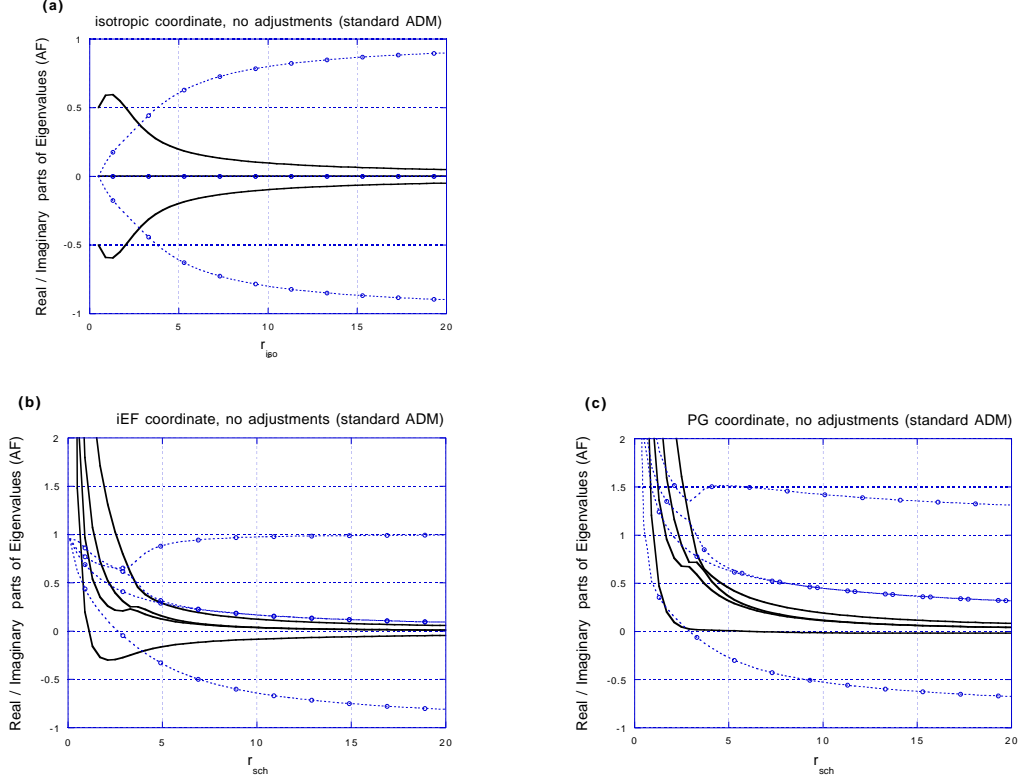 (a)
isotropic coordinate, no adjustments (standard ADM)
Real / Imaginary parts of Eigenvalues (AF)
1
0.5
0
-0.5
-1
0 5 10 15 20
r iso
(b)
iEF coordinate, no adjustments (standard ADM)
Real / Imaginary parts of Eigenvalues (AF)
2
1.5
1
0.5
0
-0.5
-1
0 5 10 15 20
r sch
(c)
PG coordinate, no adjustments (standard ADM)
Real / Imaginary parts of Eigenvalues (AF)
2
1.5
1
0.5
0
-0.5
-1
0 5 10 15 20
r sch